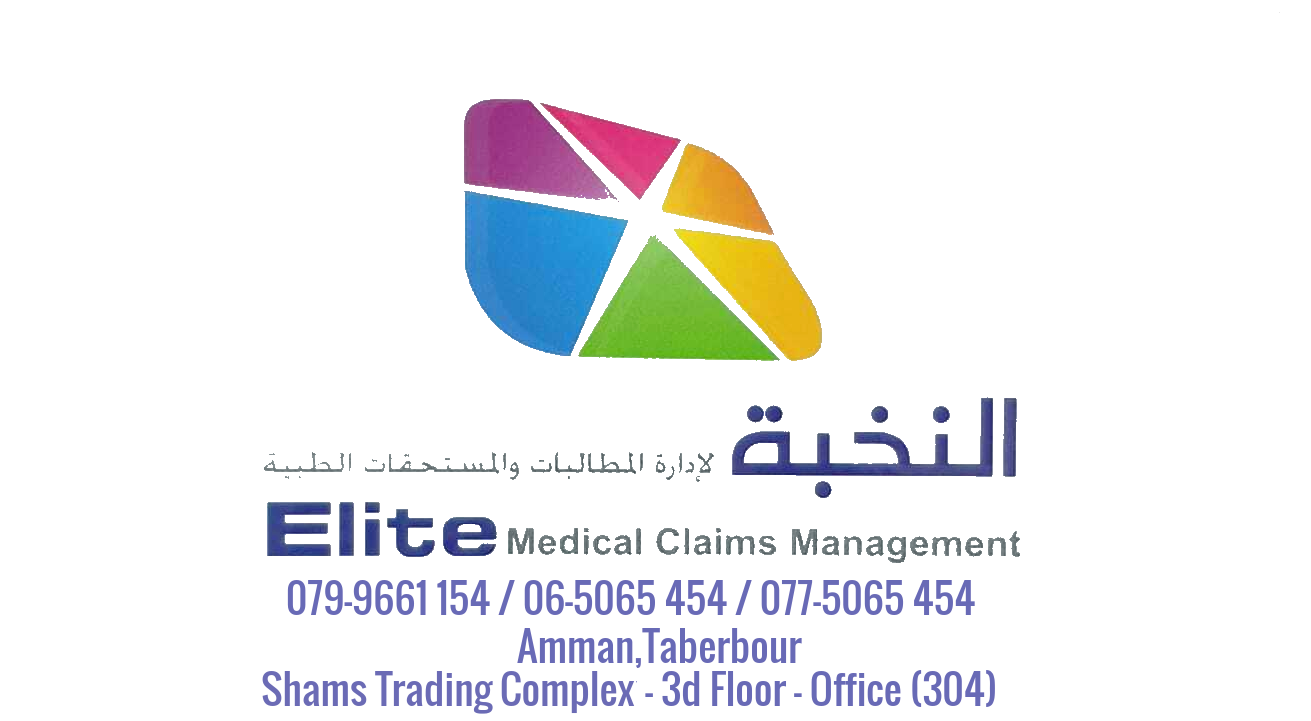 النخبة لإدارة المطالبات والمستحقات الطبية
Elite Medical Claims Management
079-9661 154 / 06-5065 454 / 077-5065 454
Amman,Taberbour
Shams Trading Complex - 3d Floor - Office (304)